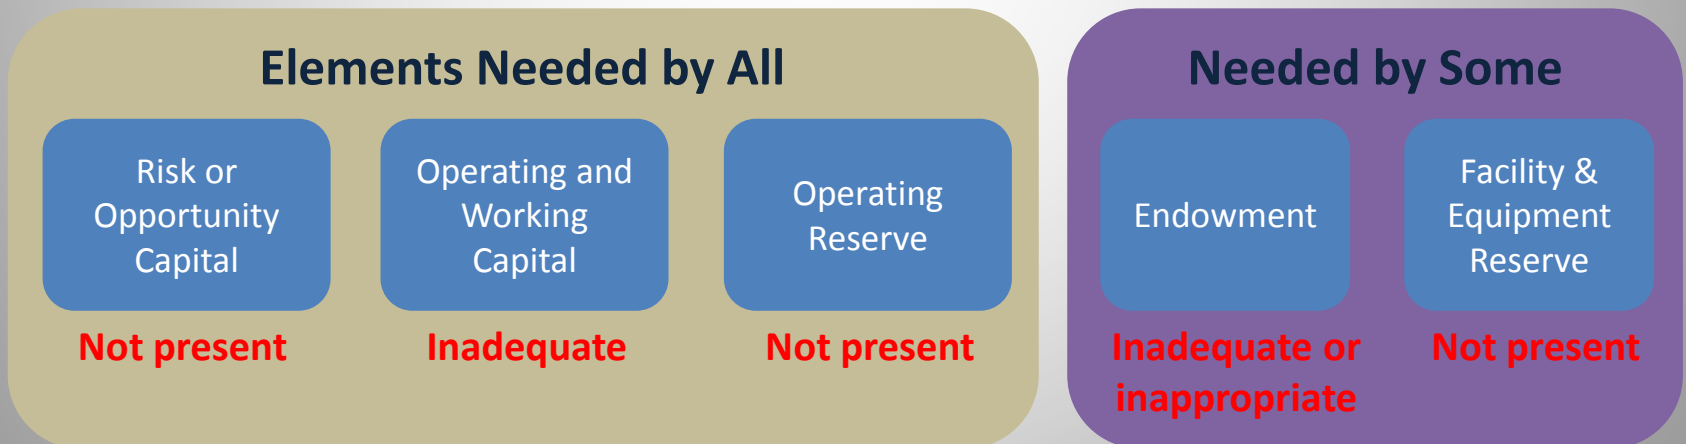 Elements Needed by All
Risk or
Opportunity
Capital
Not present
Operating and
Working
Capital
Inadequate
Operating
Reserve
Not present
Needed by Some
Endowment
Inadequate or
inappropriate
Facility &
Equipment
Reserve
Not present